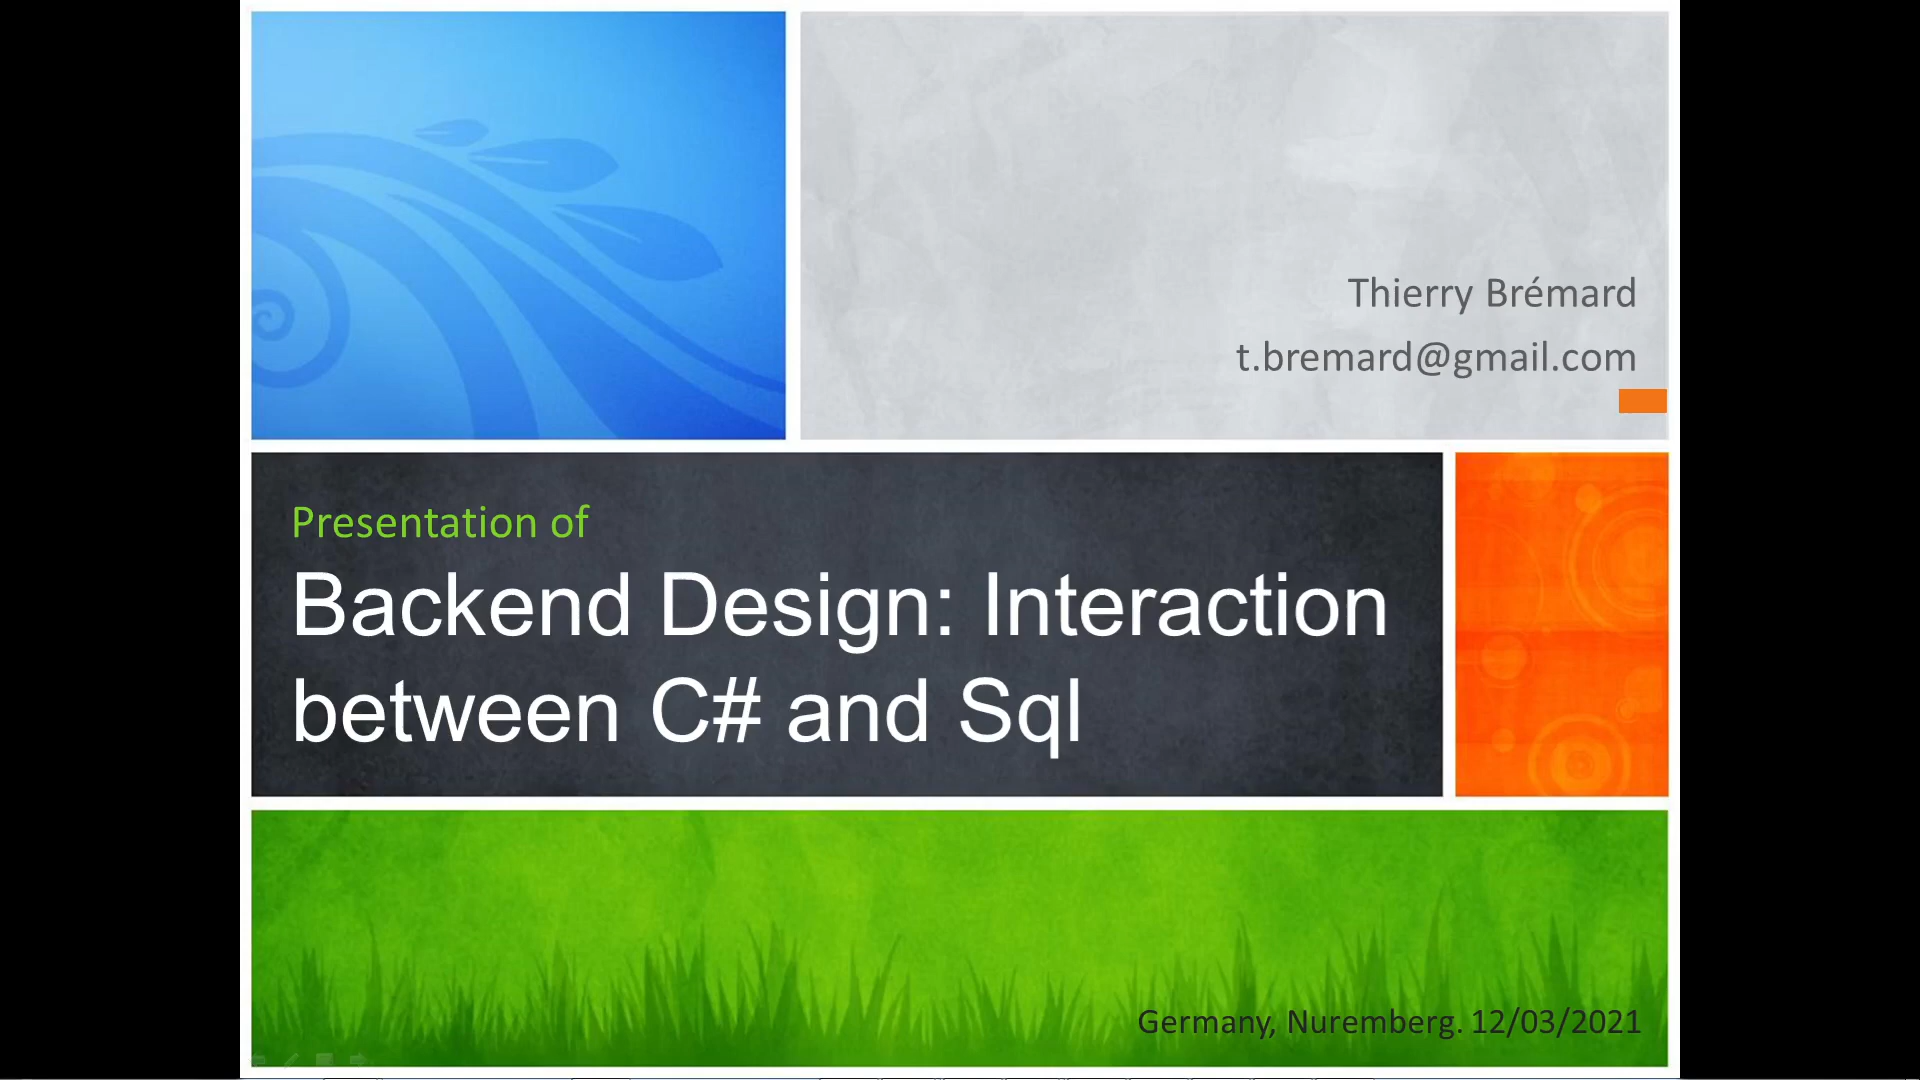 Thierry Brémard
t.bremard@gmail.com
Presentation of
Backend Design: Interaction
between C# and Sql
Germany, Nuremberg. 12/03/2021